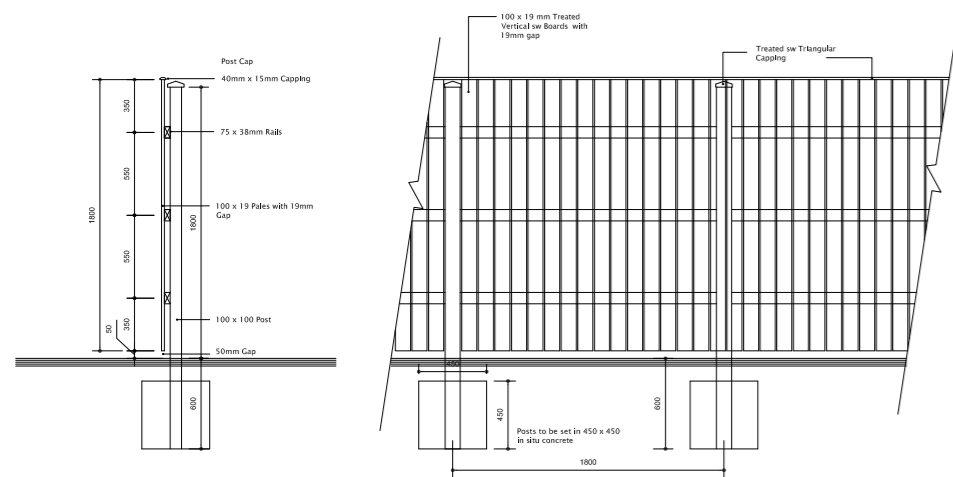 100 x 19 mm Treated
Vertical sw Boards with
19mm gap
Treated sw Triangular
Capping
Post Cap
40mm x 15mm Capping
350
75 x 38mm Rails
550
1800
100 x 19 Pales with 19mm
Gap
1800
550
100 x 100 Post
50
350
50mm Gap
450
600
450
600
Posts to be set in 450 x 450
in situ concrete
1800